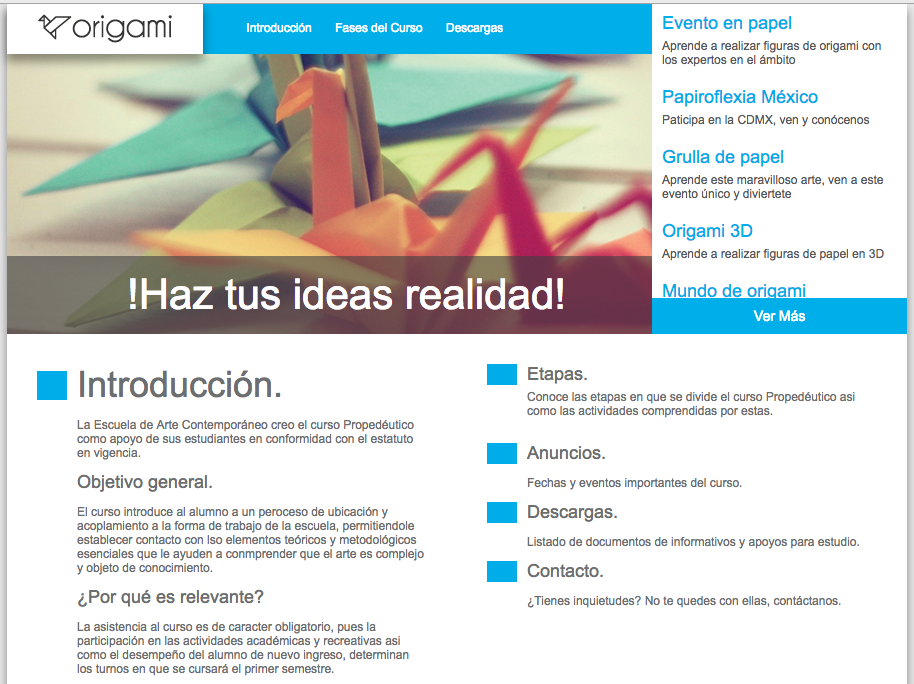 origami
Introducción Fases del Curso Descargas
!Haz tus ideas realidad!
Evento en papel
Aprende a realizar figuras de origami con
los expertos en el ámbito
Papiroflexia México
Paticipa en la CDMX, ven y conócenos
Grulla de papel
Aprende este maravilloso arte, ven a este
evento único y diviertete
Origami 3D
Aprende a realizar figuras de papel en 3D
Mundo de origami
Ver Más
Introducción.
La Escuela de Arte Contemporáneo creo el curso Propedéutico
como apoyo de sus estudiantes en conformidad con el estatuto
en vigencia.
Objetivo general.
El curso introduce al alumno a un peroceso de ubicación y
acoplamiento a la forma de trabajo de la escuela, permitiendole
establecer contacto con lso elementos teóricos y metodológicos
esenciales que le ayuden a conmprender que el arte es complejo
y objeto de conocimiento.
¿Por qué es relevante?
La asistencia al curso es de caracter obligatorio, pues la
participación en las actividades académicas y recreativas asi
como el desempeño del alumno de nuevo ingreso, determinan
los turnos en que se cursará el primer semestre.
Etapas.
Conoce las etapas en que se divide el curso Propedéutico asi
como las actividades comprendidas por estas.
Anuncios.
Fechas y eventos importantes del curso.
Descargas.
Listado de documentos de informativos y apoyos para estudio.
Contacto.
¿Tienes inquietudes? No te quedes con ellas, contáctanos.